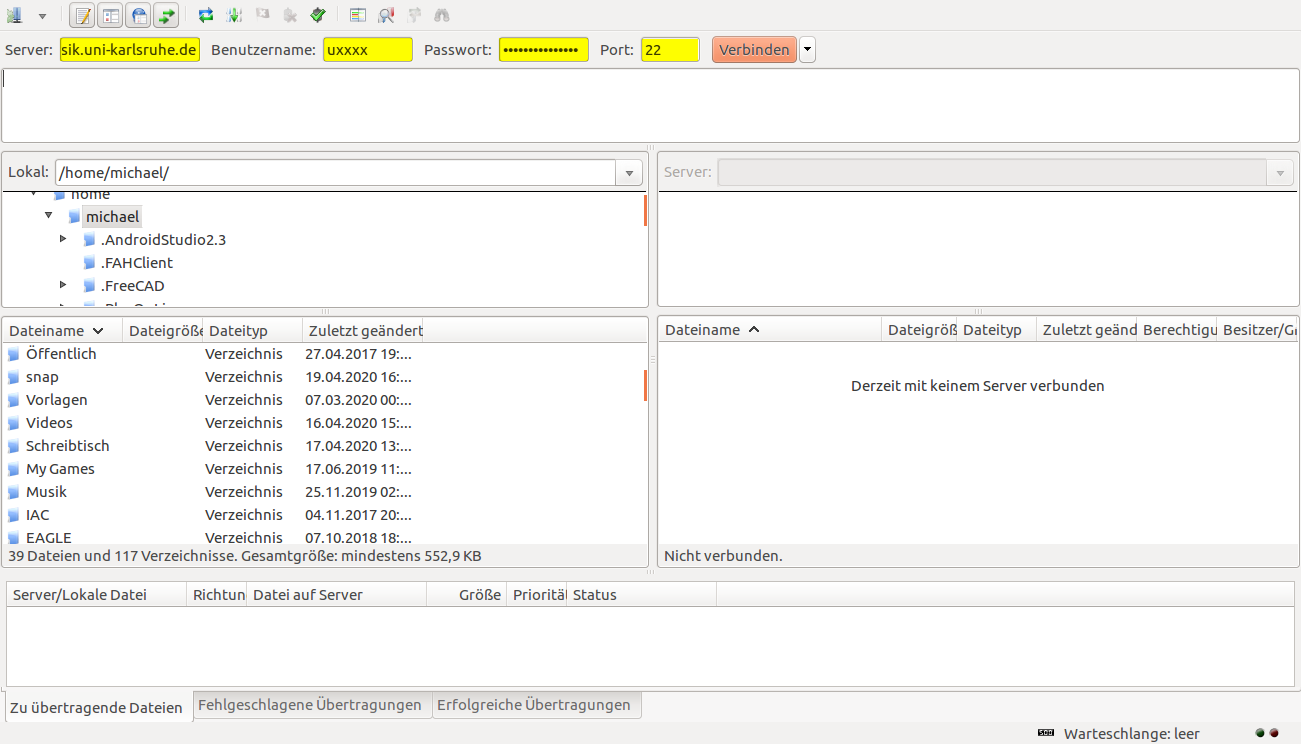 Server: sik.uni-karlsruhe.de Benutzername: uxxxx Passwort: ••••••••••••••• Port: 22 Verbinden
Lokal: /home/michael/
Server:
home
michael
.AndroidStudio2.3
.FAHClient
.FreeCAD
Dateiname Dateigröße Dateityp Zuletzt geändert
Öffentlich Verzeichnis 27.04.2017 19:...
snap Verzeichnis 19.04.2020 16:...
Vorlagen Verzeichnis 07.03.2020 00:...
Videos Verzeichnis 16.04.2020 15:...
Schreibtisch Verzeichnis 17.04.2020 13:...
My Games Verzeichnis 17.06.2019 11:...
Musik Verzeichnis 25.11.2019 02:...
IAC Verzeichnis 04.11.2017 20:...
EAGLE Verzeichnis 07.10.2018 18:...
39 Dateien und 117 Verzeichnisse. Gesamtgröße: mindestens 552,9 KB
Dateiname Dateigröß Dateityp Zuletzt geänd Berechtigu Besitzer/G
Derzeit mit keinem Server verbunden
Nicht verbunden.
Server/Lokale Datei Richtun Datei auf Server Größe Priorität Status
Zu übertragende Dateien Fehlgeschlagene Übertragungen Erfolgreiche Übertragungen
Warteschlange: leer